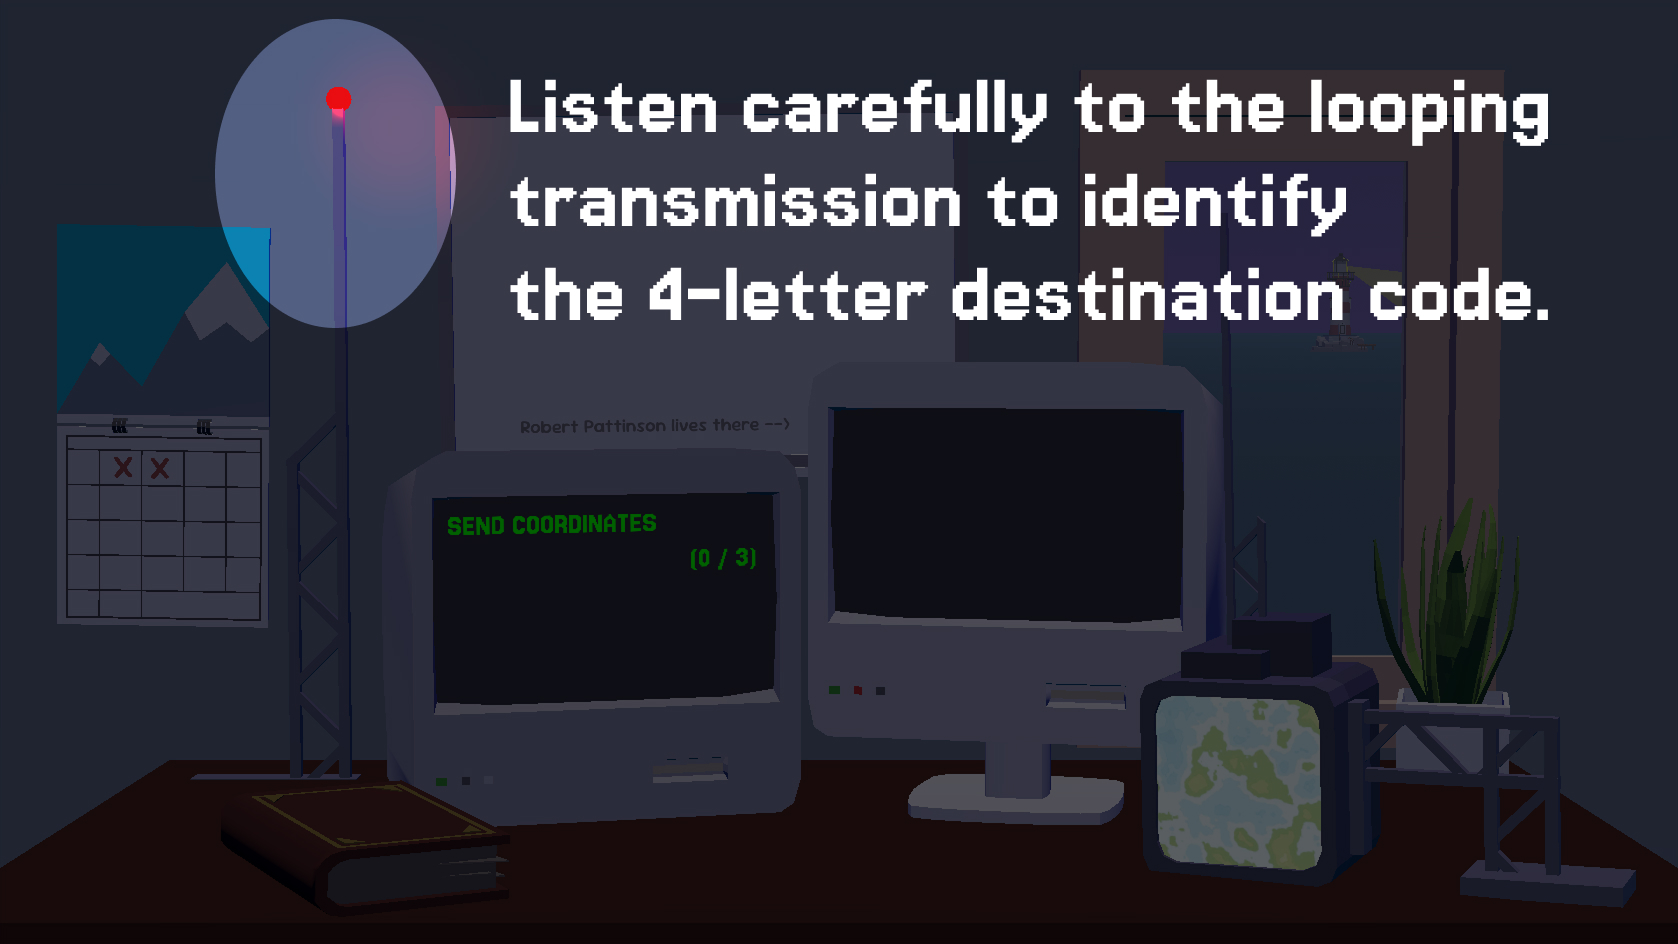 Listen carefully to the looping
transmission to identify
the 4-letter destination code.
Robert Pattinson lives there -->
X X
SEND COORDINATES
(0 / 3)